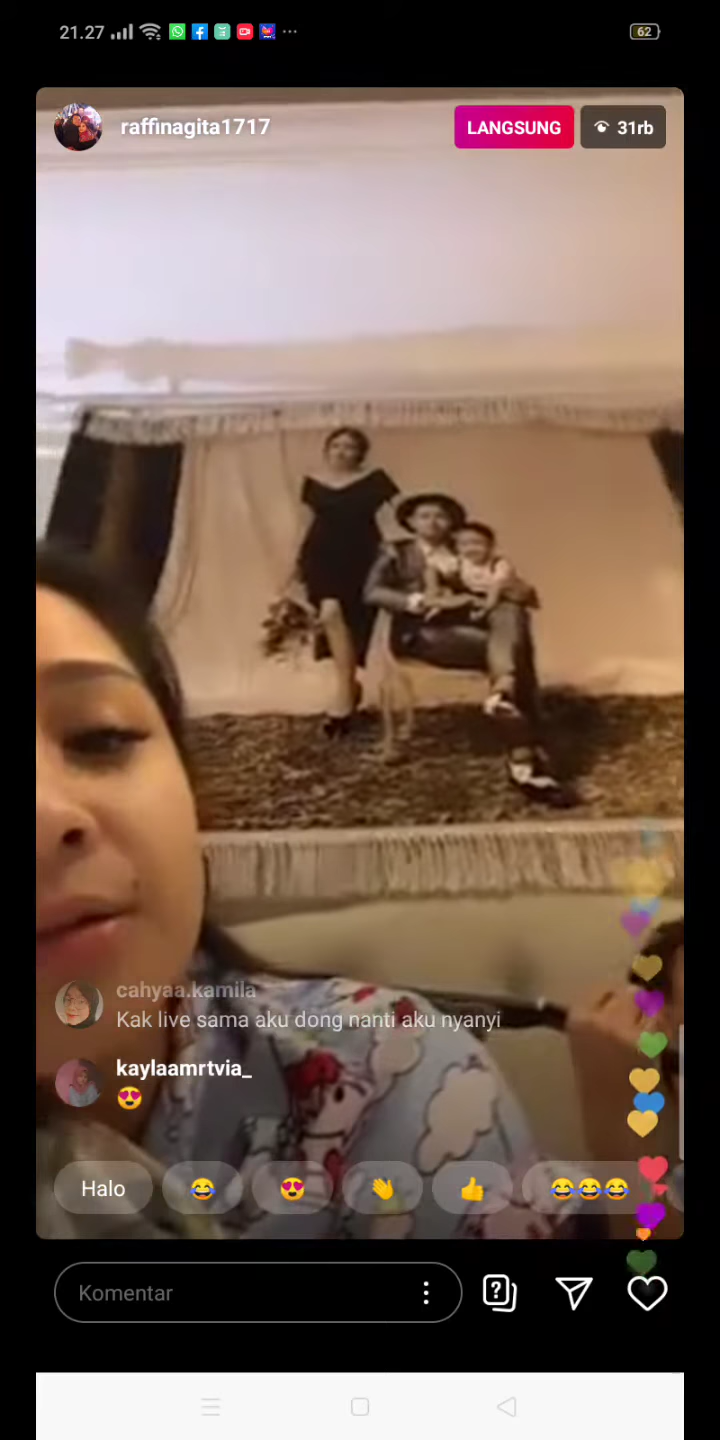 21.27
62
raffinagita1717
LANGSUNG
31rb
cahyaa.kamila
Kak live sama aku dong nanti aku nyanyi
kaylaamrtvia_
😍
Halo 😂 😍 👋 👍 😂😂😂
Komentar